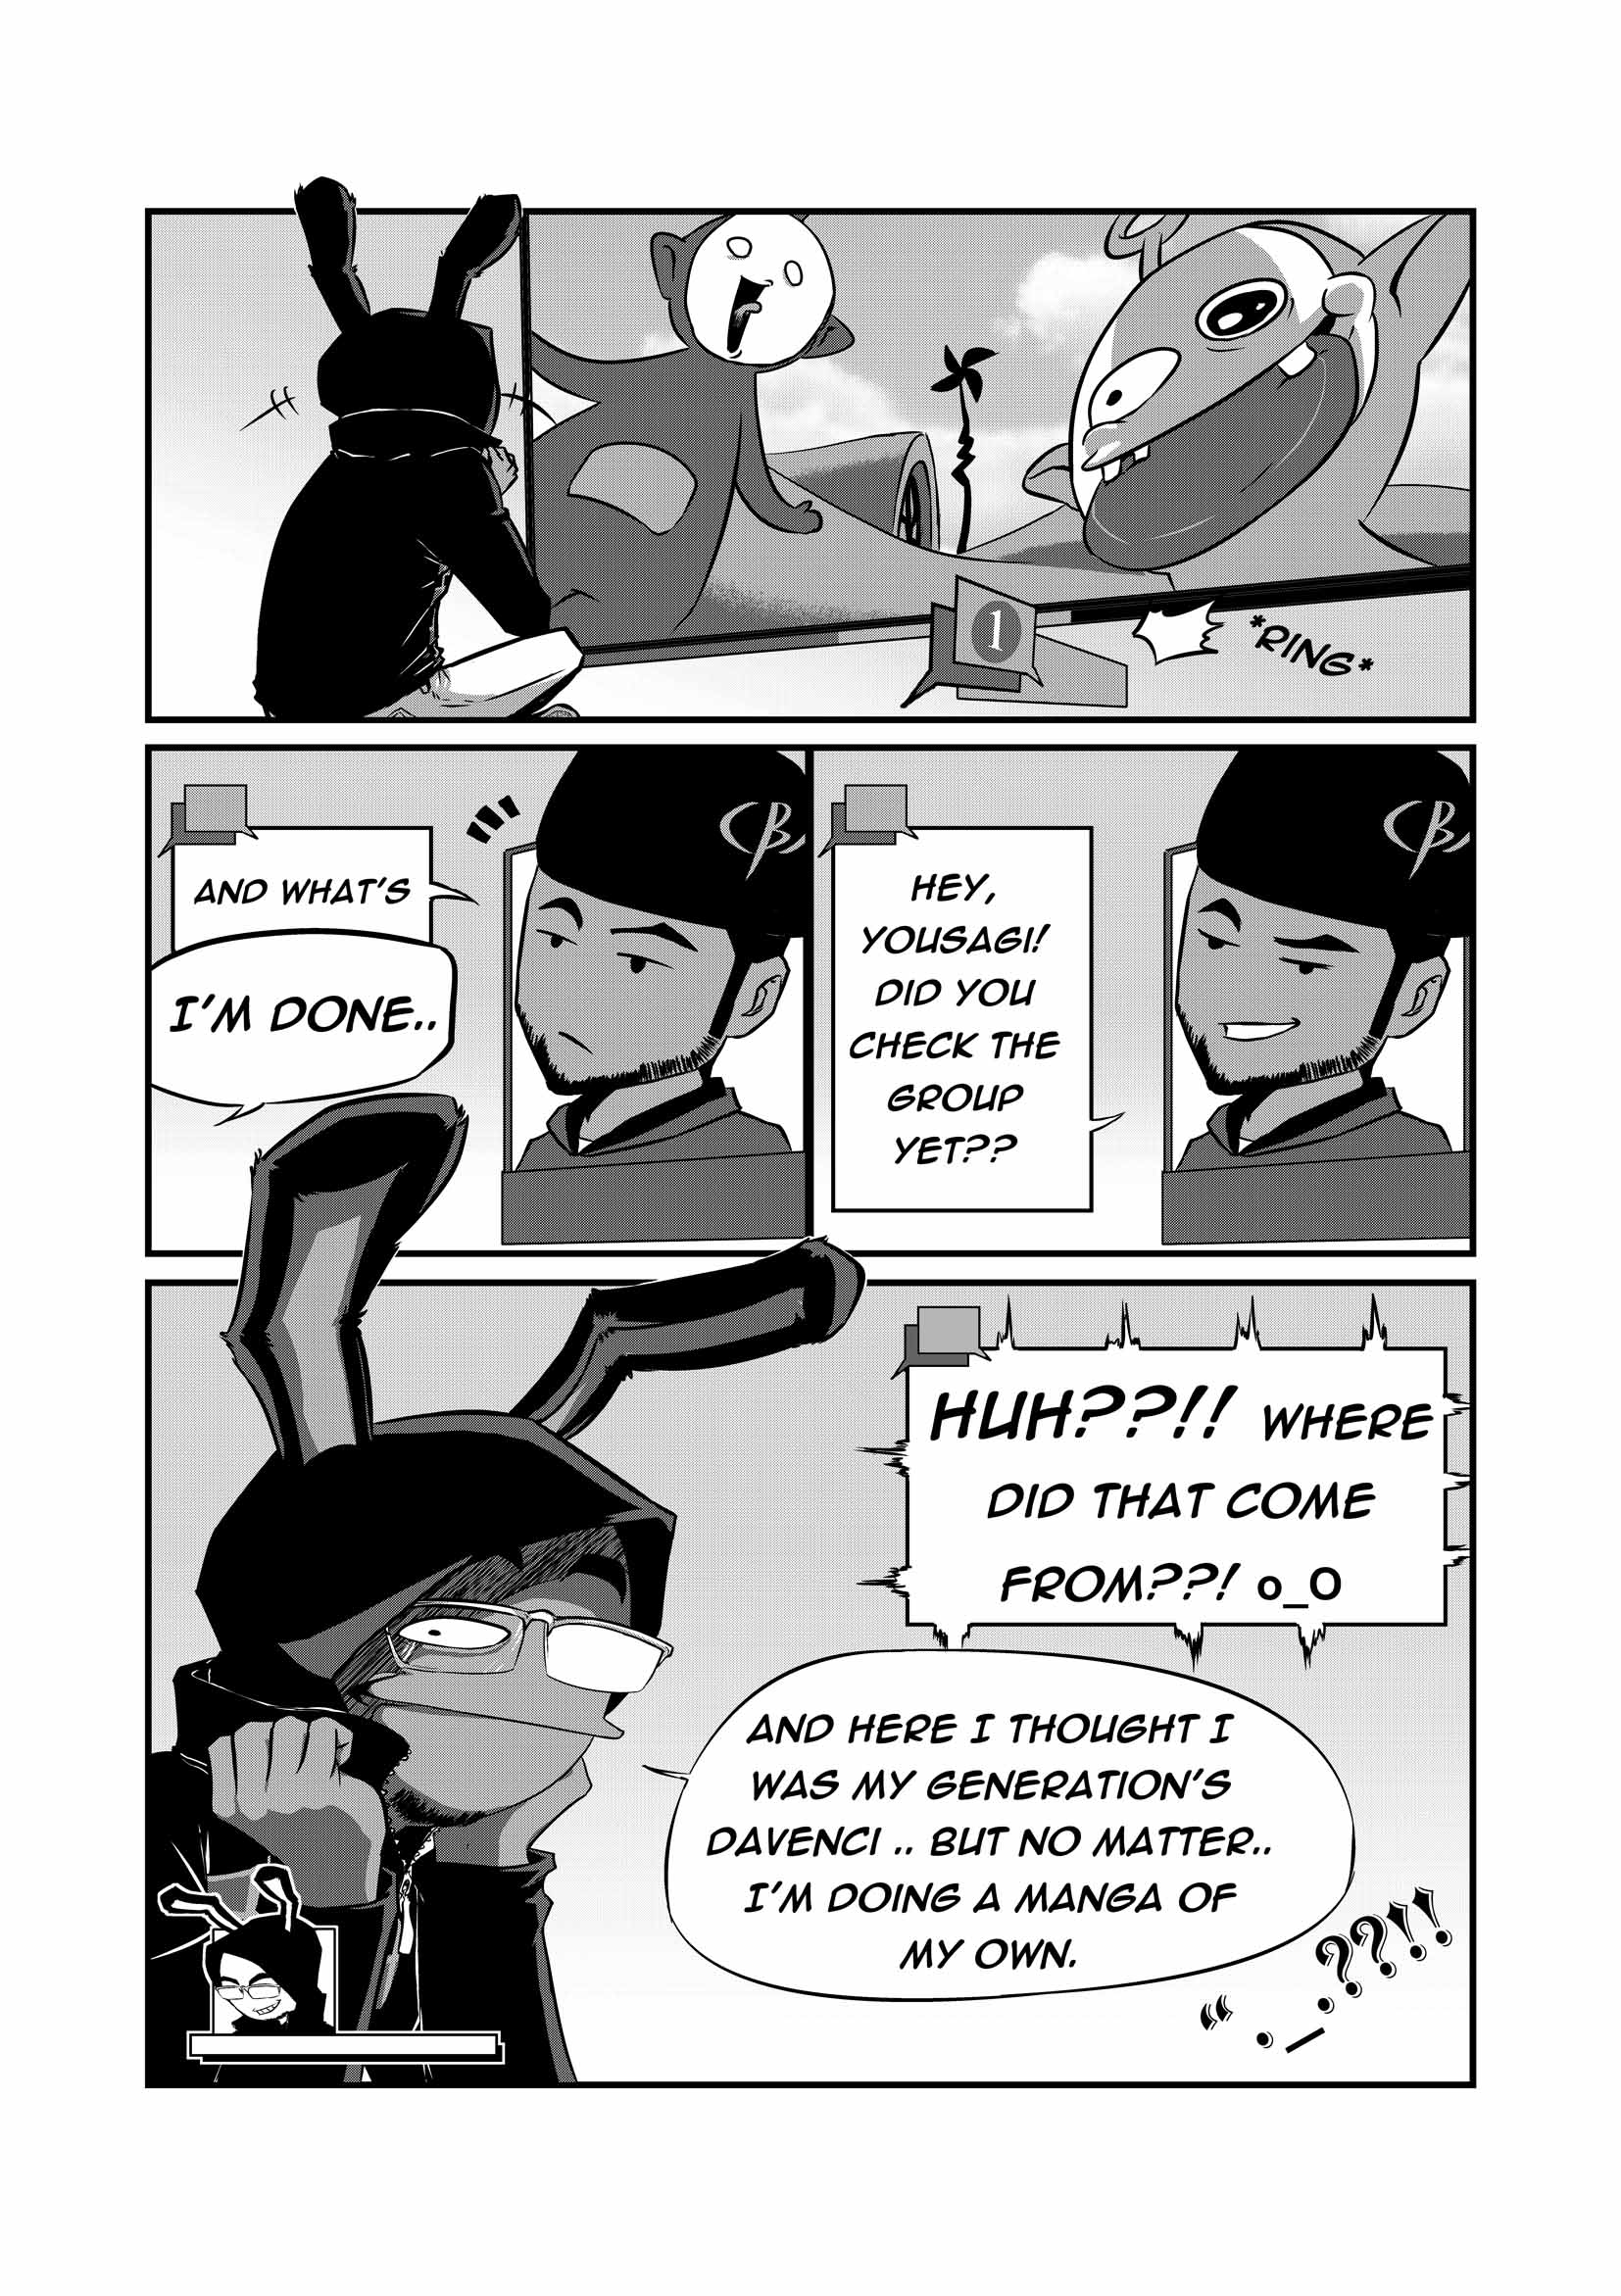 1
*RING*
HEY,
YOUSAGI!
DID YOU
CHECK THE
GROUP
YET??
AND WHAT'S
I'M DONE..
HUH??!! WHERE
DID THAT COME
FROM??! o_O
AND HERE I THOUGHT I
WAS MY GENERATION'S
DAVENCI .. BUT NO MATTER..
I'M DOING A MANGA OF
MY OWN.
“ ._.??!!